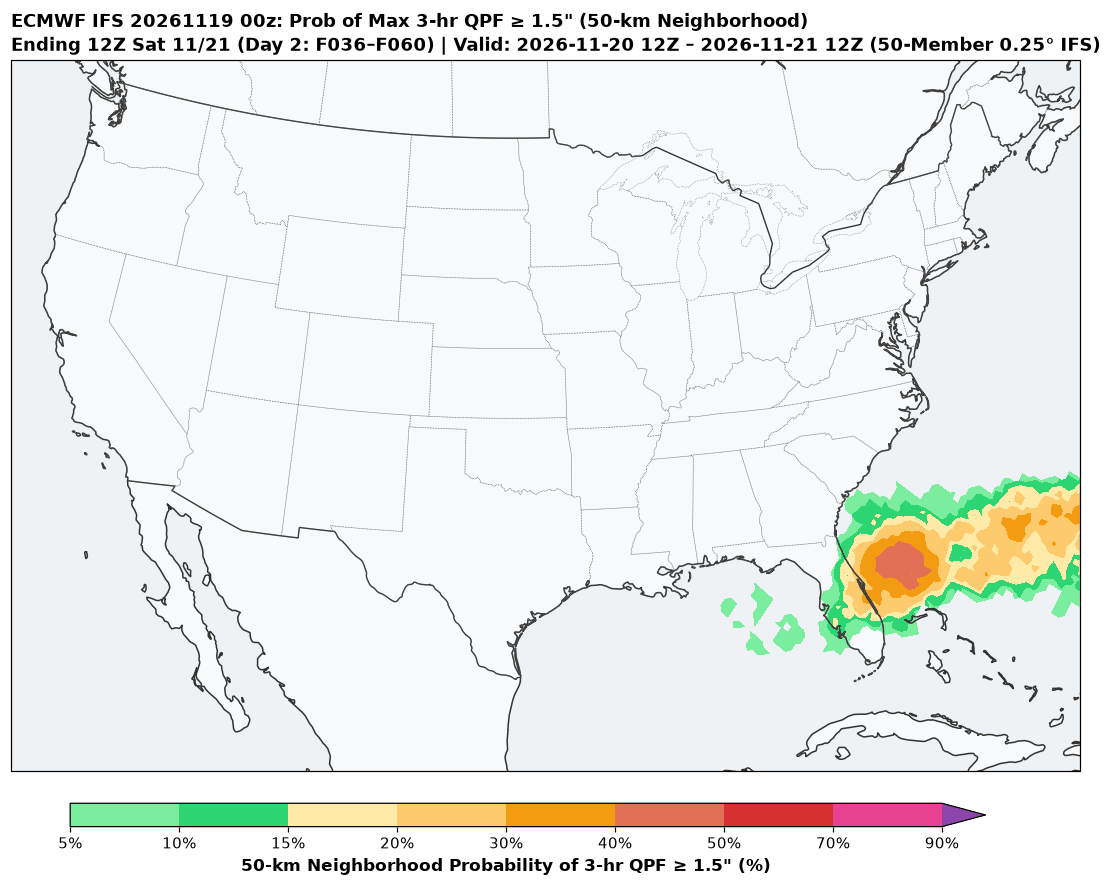 ECMWF IFS 20261119 00z: Prob of Max 3-hr QPF ≥ 1.5" (50-km Neighborhood)
Ending 12Z Sat 11/21 (Day 2: F036–F060) | Valid: 2026-11-20 12Z – 2026-11-21 12Z (50-Member 0.25° IFS)
5% 10% 15% 20% 30% 40% 50% 70% 90%
50-km Neighborhood Probability of 3-hr QPF ≥ 1.5" (%)